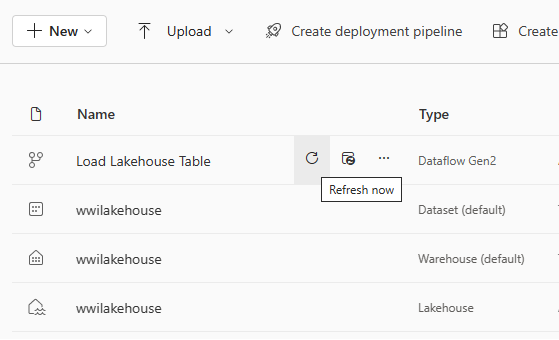 New Upload Create deployment pipeline Create
Name Type
Load Lakehouse Table ... Dataflow Gen2
Refresh now
wwilakehouse Dataset (default)
wwilakehouse Warehouse (default)
wwilakehouse Lakehouse